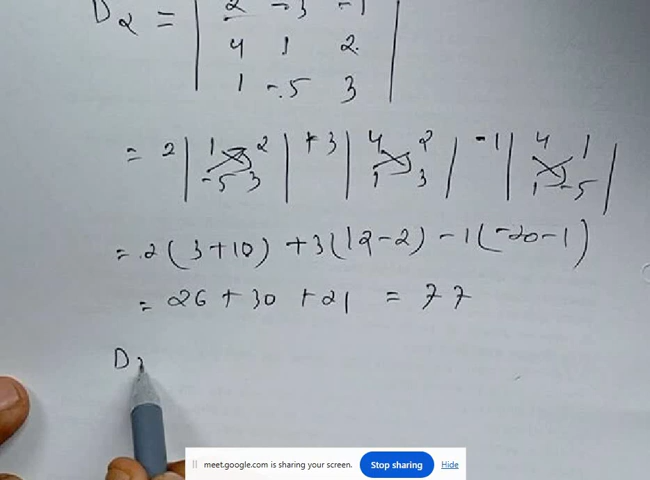 D₂ = | 2 -3 -1 |
| 4 1 2 |
| 1 -5 3 |
= 2 | 1 2 | +3 | 4 2 | -1 | 4 1 |
| -5 3 | | 1 3 | | 1 -5 |
= 2(3+10) +3(12-2) -1(-20-1)
= 26 + 30 + 21 = 77
D
meet.google.com is sharing your screen. Stop sharing Hide